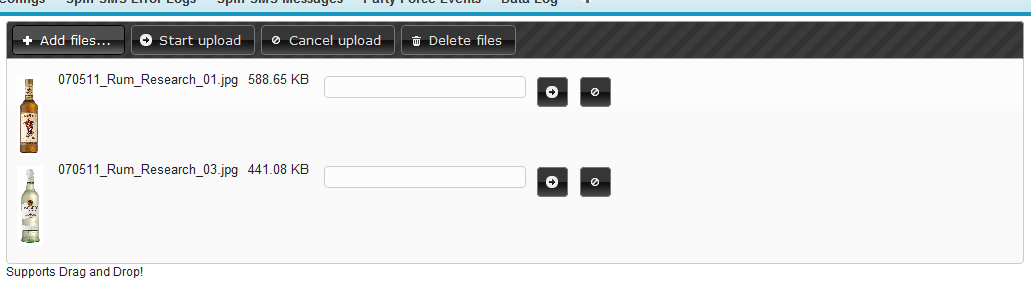 Spin SMS Error Logs Spin SMS Messages Party Force Events Data Log +
Add files... Start upload Cancel upload Delete files
070511_Rum_Research_01.jpg 588.65 KB
070511_Rum_Research_03.jpg 441.08 KB
Supports Drag and Drop!